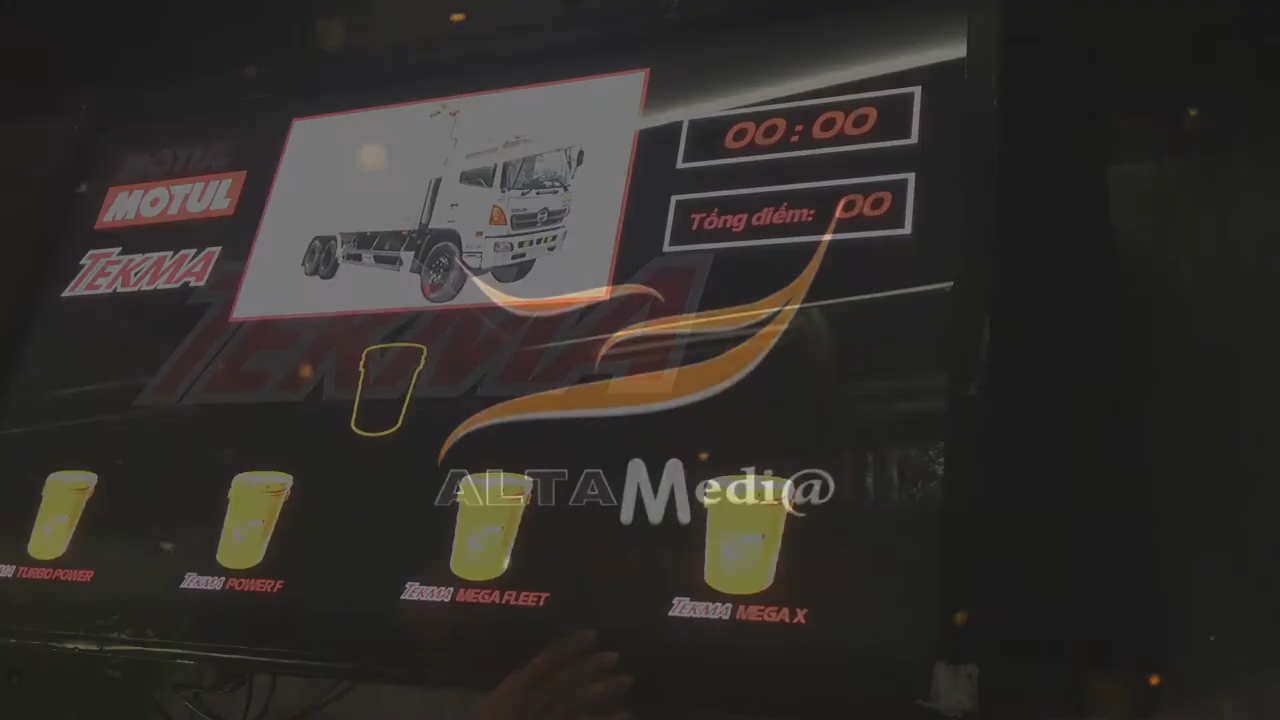 MOTUL
MOTUL
TEKMA
00:00
Tổng điểm: 00
TEKMA
ALTAMedi@
TURBO POWER
TEKMA POWER F
TEKMA MEGA FLEET
TEKMA MEGA X